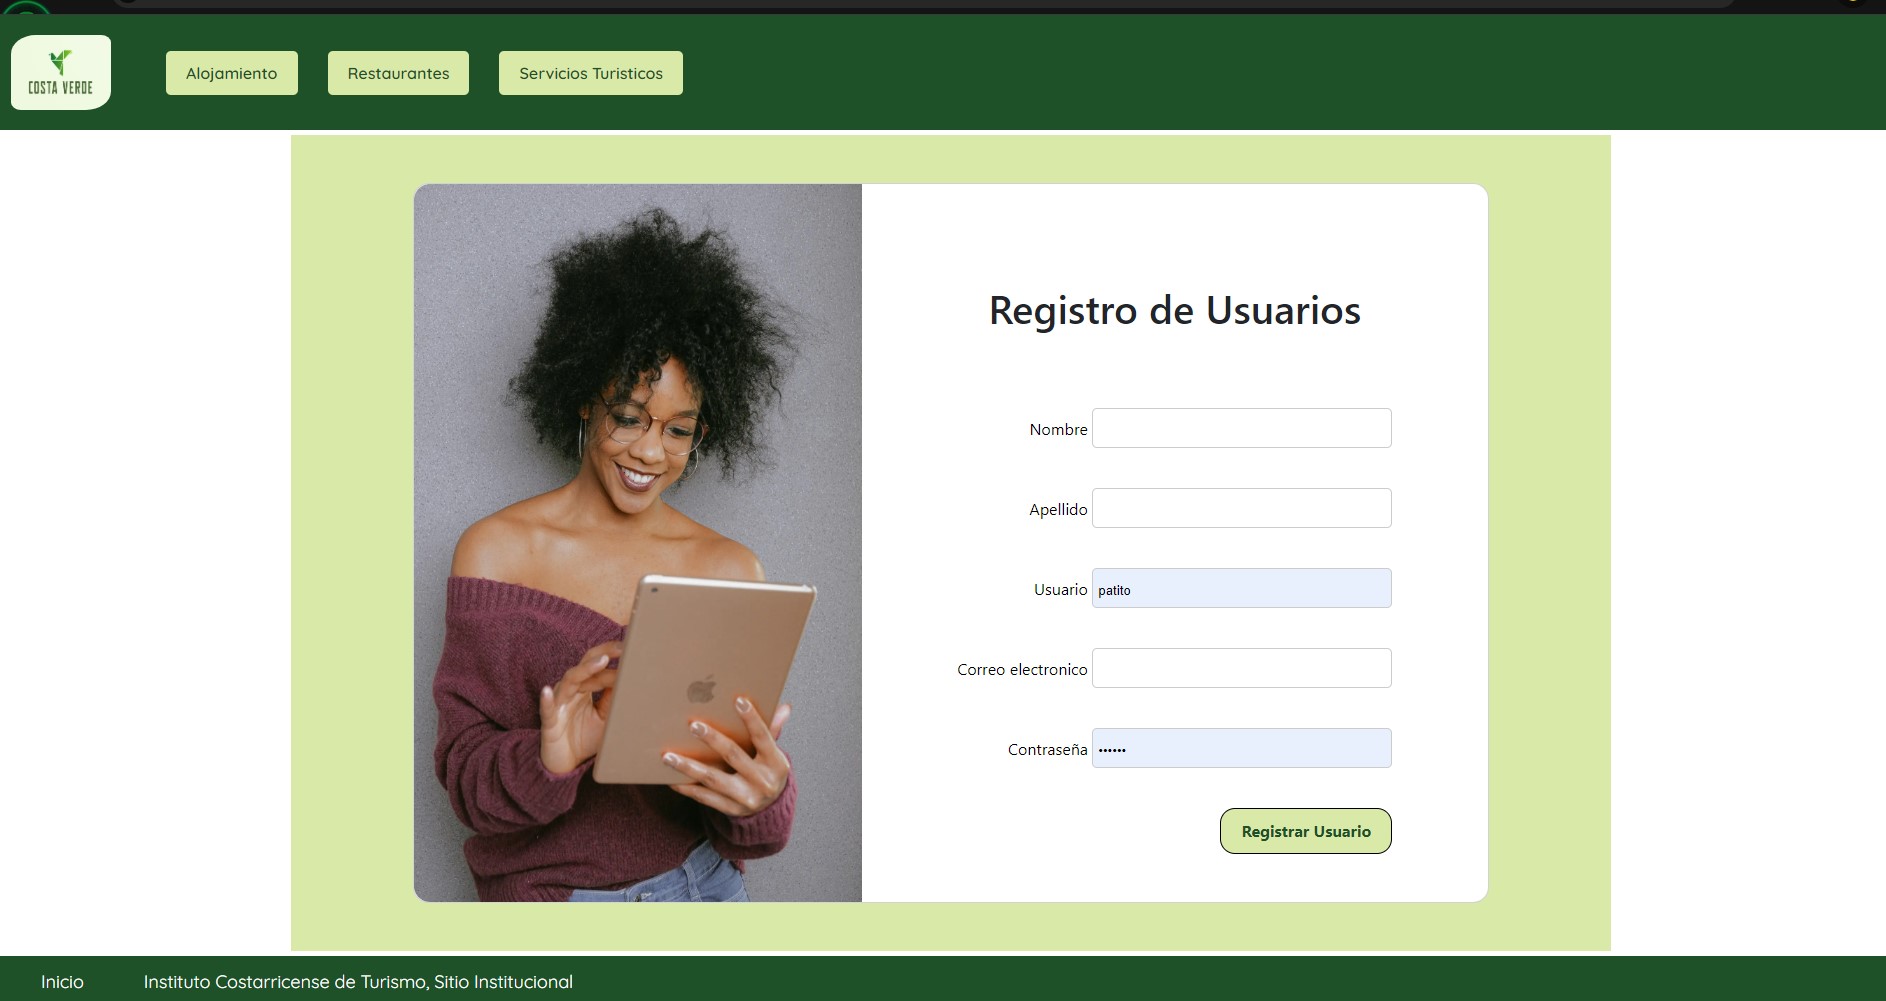 COSTA VERDE
Alojamiento
Restaurantes
Servicios Turisticos
Registro de Usuarios
Nombre
Apellido
Usuario patito
Correo electronico
Contraseña ••••••
Registrar Usuario
Inicio
Instituto Costarricense de Turismo, Sitio Institucional